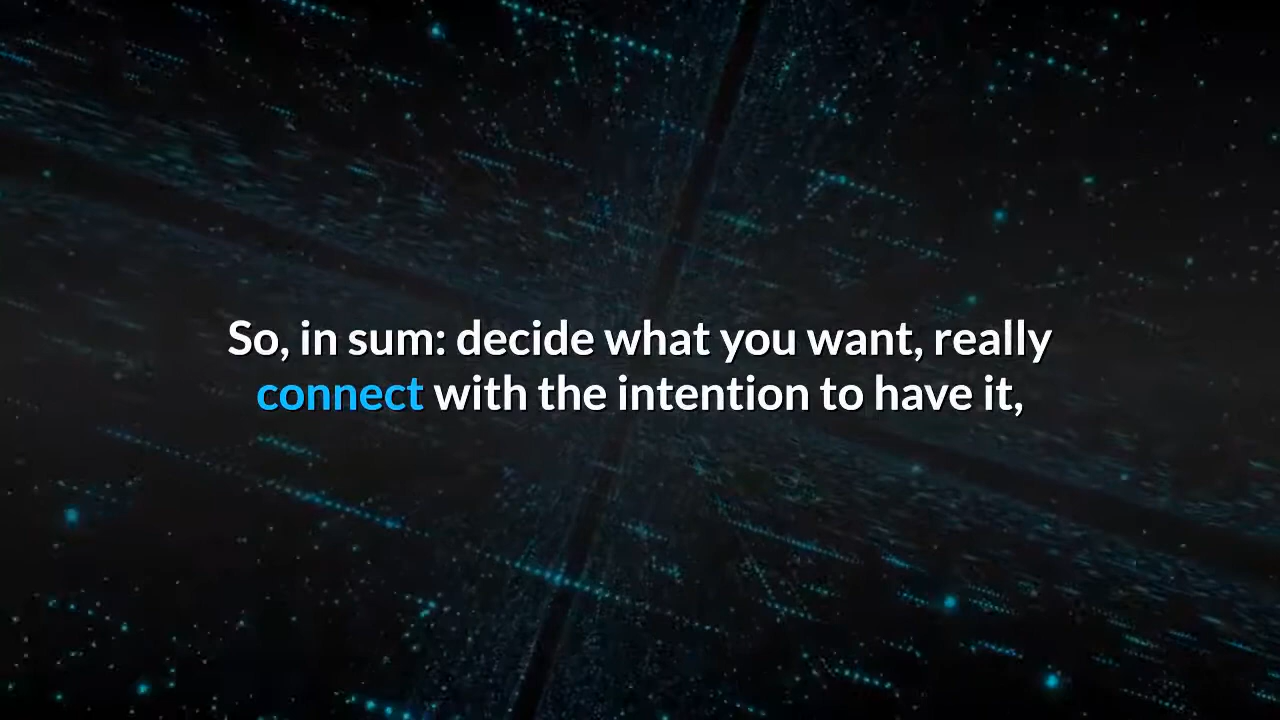 So, in sum: decide what you want, really
connect with the intention to have it,